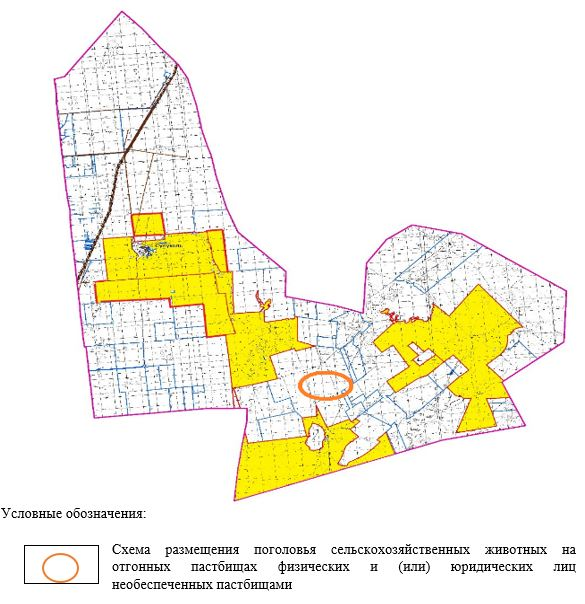 Условные обозначения:
Схема размещения поголовья сельскохозяйственных животных на
отгонных пастбищах физических и (или) юридических лиц
необеспеченных пастбищами